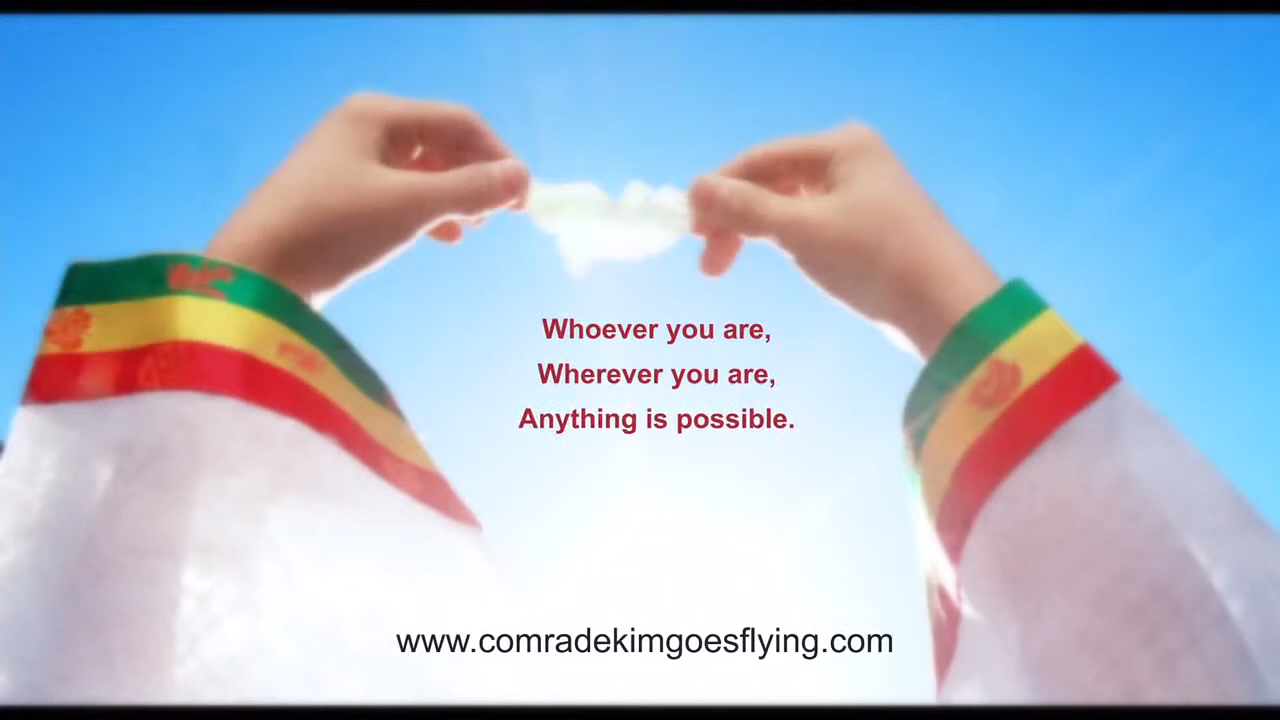 Whoever you are,
Wherever you are,
Anything is possible.
www.comradekimgoesflying.com